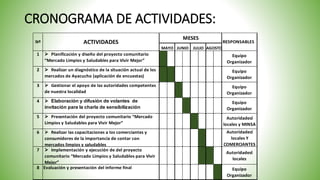 CRONOGRAMA DE ACTIVIDADES:
Nº
ACTIVIDADES
MESES
RESPONSABLES
MAYO JUNIO JULIO AGOSTO
1 ➢ Planificación y diseño del proyecto comunitario
"Mercado Limpios y Saludables para Vivir Mejor"
Equipo
Organizador
2 ➢ Realizar un diagnóstico de la situación actual de los
mercados de Ayacucho (aplicación de encuestas)
Equipo
Organizador
3 ➢ Gestionar el apoyo de las autoridades competentes
de nuestra localidad
Equipo
Organizador
4 ➢ Elaboración y difusión de volantes de
invitación para la charla de sensibilización
Equipo
Organizador
5 ➢ Presentación del proyecto comunitario "Mercado
Limpios y Saludables para Vivir Mejor"
Autoridaded
locales y MINSA
6 ➢ Realizar las capacitaciones a los comerciantes y
consumidores de la importancia de contar con
mercados limpios y saludables
Autoridaded
locales Y
COMERCIANTES
7 ➢ Implementación y ejecución de del proyecto
comunitario "Mercado Limpios y Saludables para Vivir
Mejor"
Autoridaded
locales
8 Evaluación y presentación del informe final
Equipo
Organizador